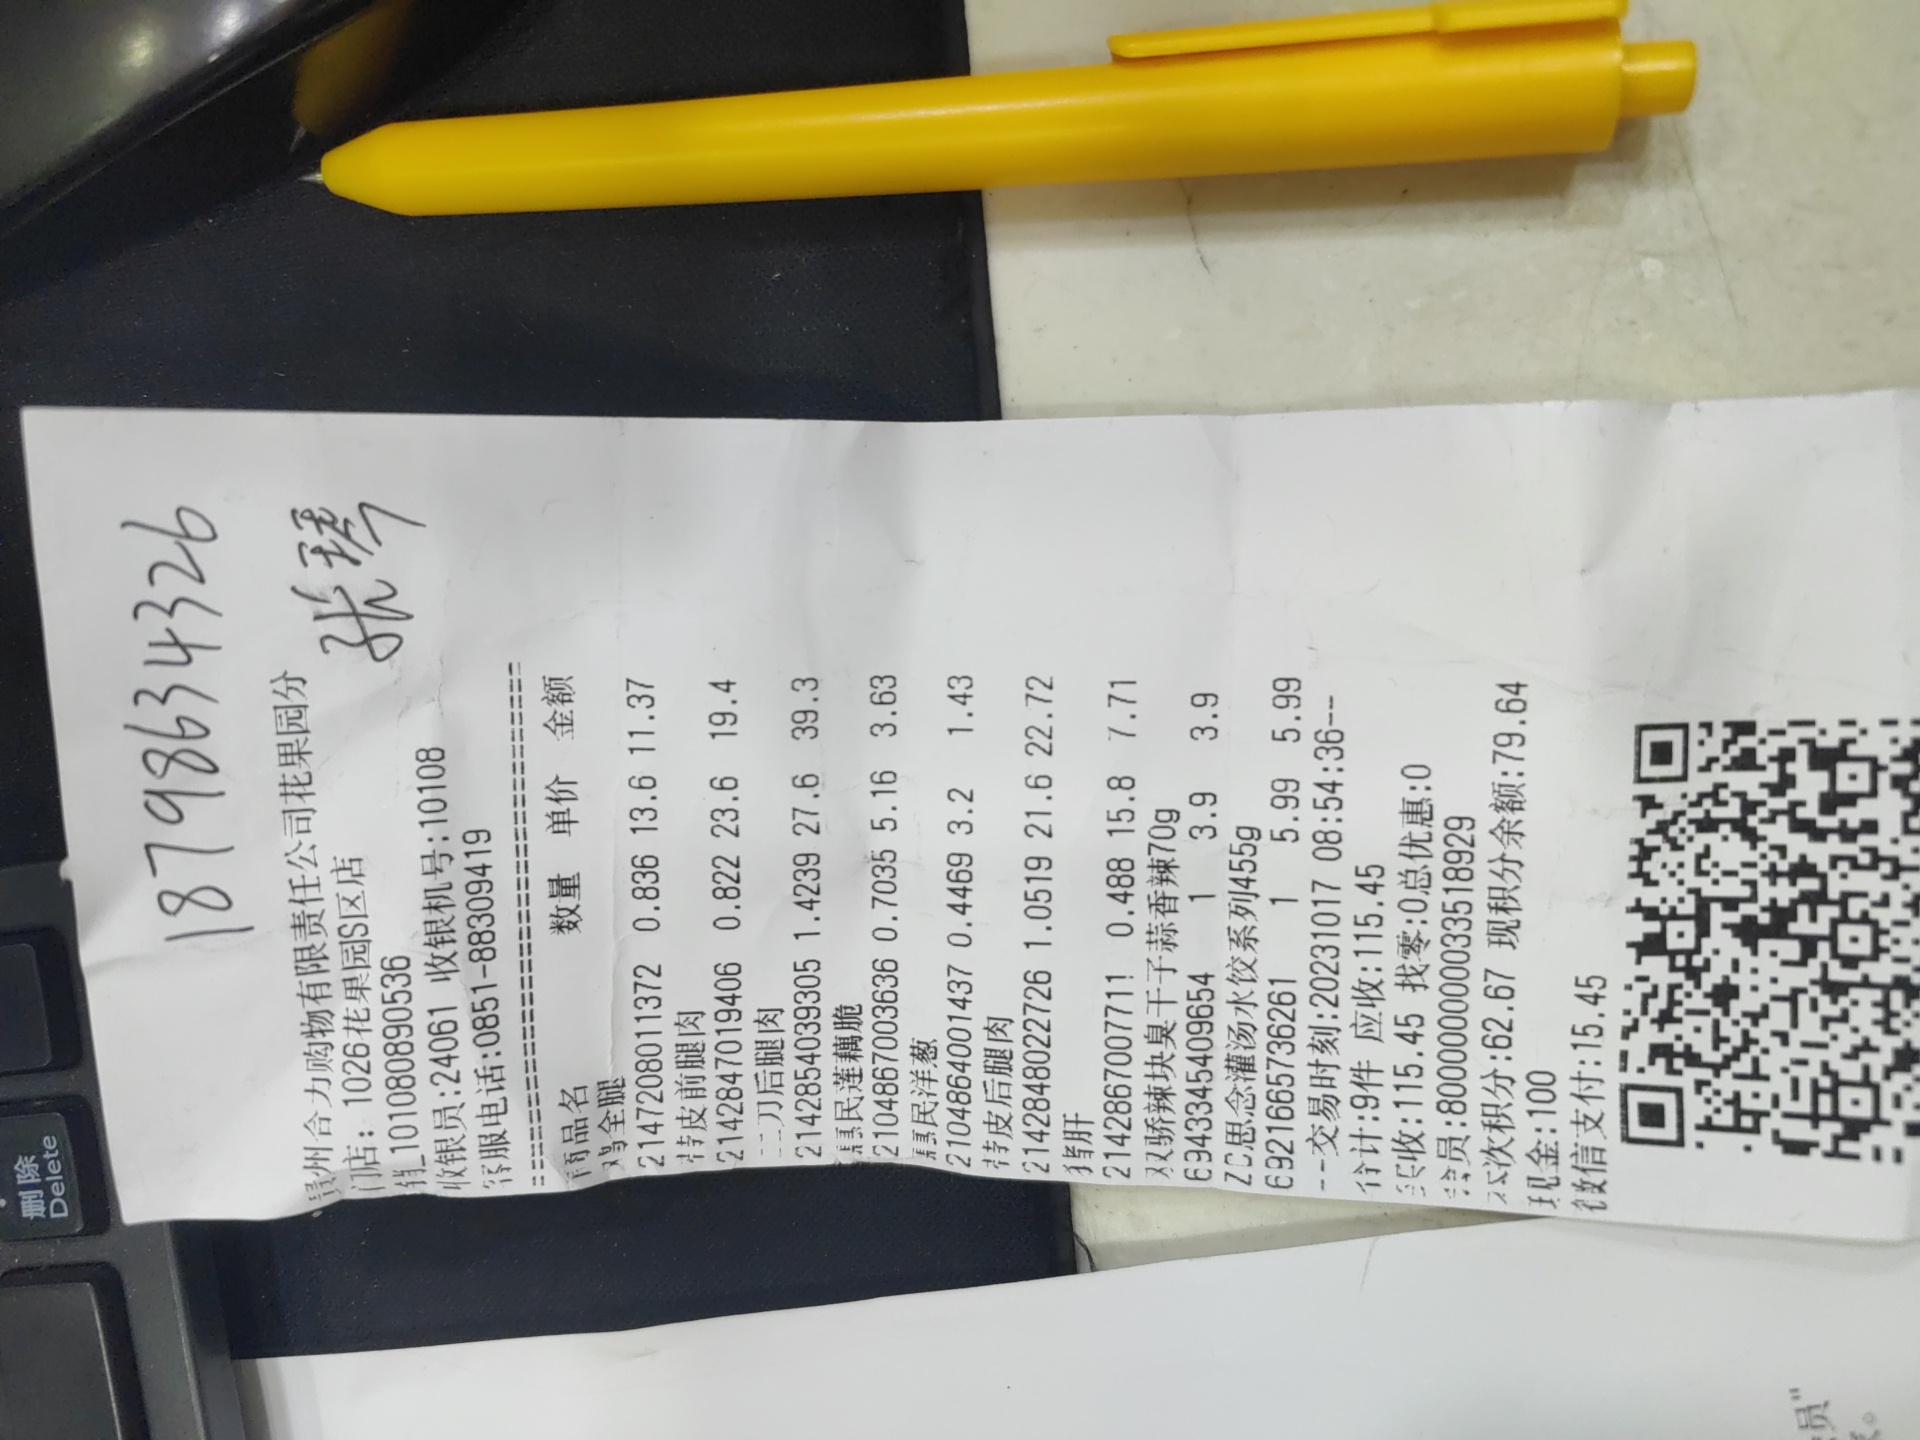 18798634326
张琴
贵州合力购物有限责任公司花果园分
门店: 1026花果园S区店
销_101080890536
收银员:24061 收银机号:10108
客服电话:0851-88309419
商品名 数量 单价 金额
鸡全腿
2147208011372 0.836 13.6 11.37
带皮前腿肉
2142847019406 0.822 23.6 19.4
二刀后腿肉
2142854039305 1.4239 27.6 39.3
惠民莲藕脆
2104867003636 0.7035 5.16 3.63
惠民洋葱
2104864001437 0.4469 3.2 1.43
带皮后腿肉
2142848022726 1.0519 21.6 22.72
猪肝
2142867007711 0.488 15.8 7.71
双骄辣块臭干子蒜香辣70g
6943345409654 1 3.9 3.9
ZC思念灌汤水饺系列455g
6921665736261 1 5.99 5.99
--交易时刻:20231017 08:54:36--
合计:9件 应收:115.45
实收:115.45 找零:0总优惠:0
会员:8000000000033518929
本次积分:62.67 现积分余额:79.64
现金:100
微信支付:15.45
删除
Delete
员"